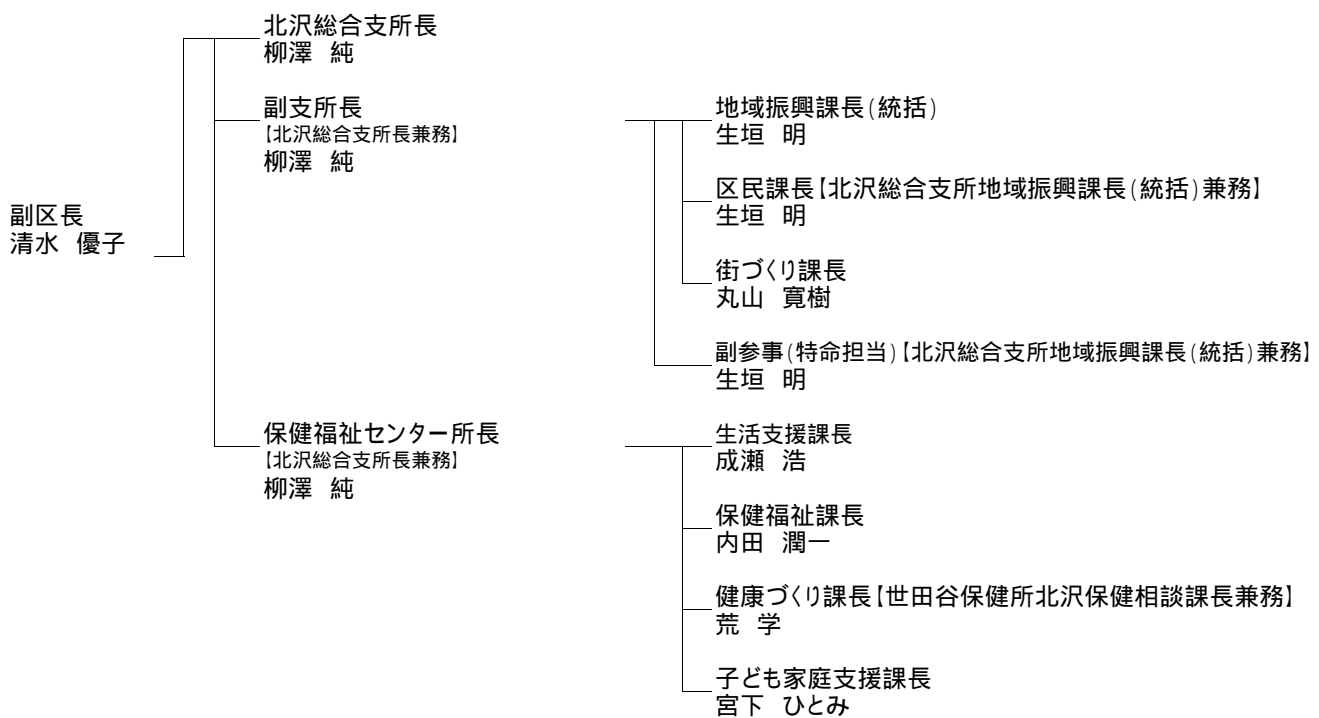 副区長
清水 優子
北沢総合支所長
柳澤 純
副支所長
【北沢総合支所長兼務】
柳澤 純
地域振興課長(統括)
生垣 明
区民課長【北沢総合支所地域振興課長(統括)兼務】
生垣 明
街づくり課長
丸山 寛樹
副参事(特命担当)【北沢総合支所地域振興課長(統括)兼務】
生垣 明
保健福祉センター所長
【北沢総合支所長兼務】
柳澤 純
生活支援課長
成瀬 浩
保健福祉課長
内田 潤一
健康づくり課長【世田谷保健所北沢保健相談課長兼務】
荒 学
子ども家庭支援課長
宮下 ひとみ